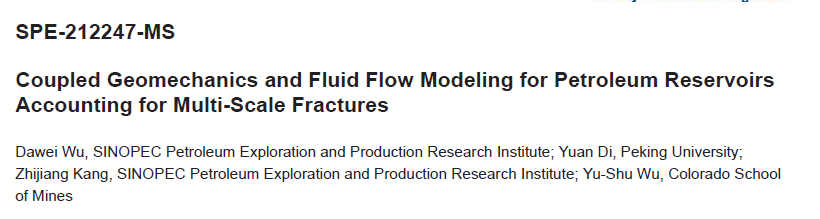 SPE-212247-MS
Coupled Geomechanics and Fluid Flow Modeling for Petroleum Reservoirs
Accounting for Multi-Scale Fractures
Dawei Wu, SINOPEC Petroleum Exploration and Production Research Institute; Yuan Di, Peking University;
Zhijiang Kang, SINOPEC Petroleum Exploration and Production Research Institute; Yu-Shu Wu, Colorado School
of Mines